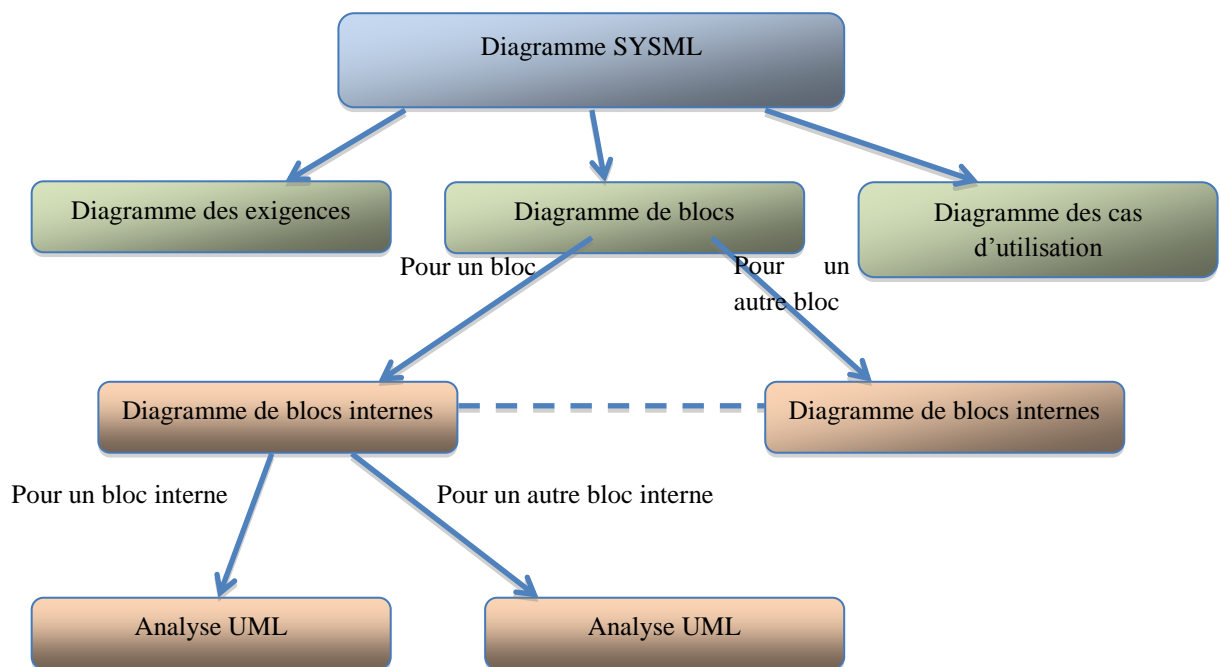 Diagramme SYSML
Diagramme des exigences
Diagramme de blocs
Diagramme des cas
d’utilisation
Pour un bloc
Pour un
autre bloc
Diagramme de blocs internes
Diagramme de blocs internes
Pour un bloc interne
Pour un autre bloc interne
Analyse UML
Analyse UML